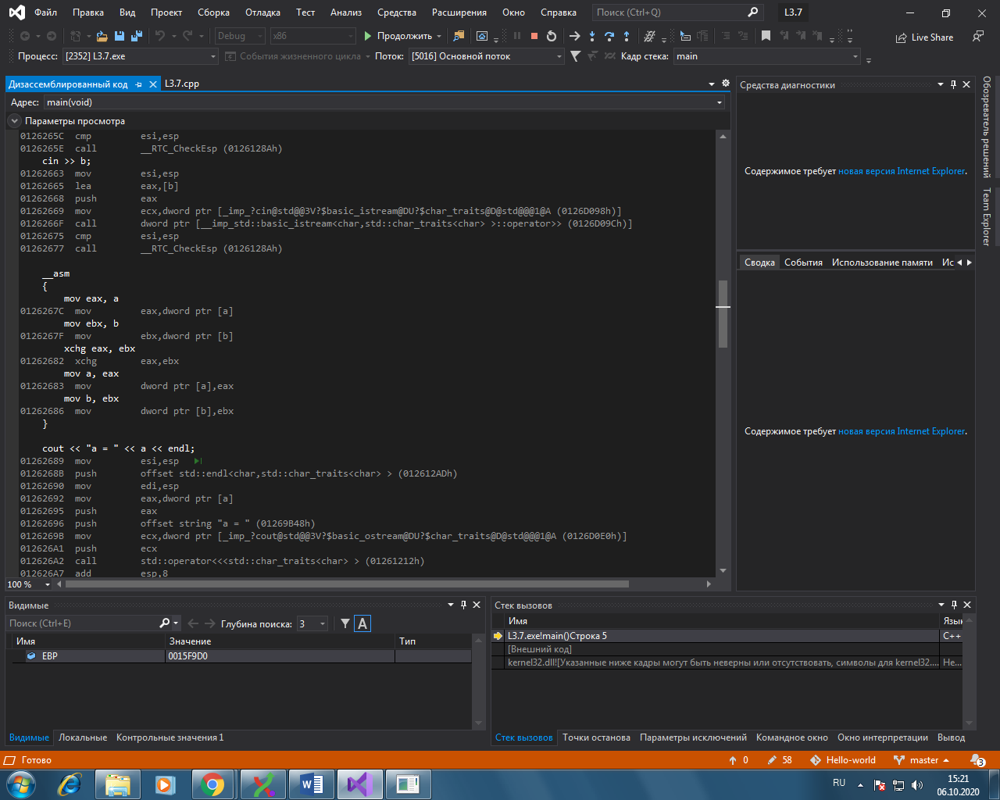 Файл Правка Вид Проект Сборка Отладка Тест Анализ Средства Расширения Окно Справка Поиск (Ctrl+Q) L3.7
Debug x86 Продолжить Live Share
Процесс: [2352] L3.7.exe События жизненного цикла Поток: [5016] Основной поток Кадр стека: main
Дизассемблированный код L3.7.cpp
Адрес: main(void)
Параметры просмотра
0126265C cmp esi,esp
0126265E call __RTC_CheckEsp (0126128Ah)
cin >> b;
01262663 mov esi,esp
01262665 lea eax,[b]
01262668 push eax
01262669 mov ecx,dword ptr [_imp_?cin@std@@3V?$basic_istream@DU?$char_traits@D@std@@@1@A (0126D098h)]
0126266F call dword ptr [__imp_std::basic_istream<char,std::char_traits<char> >::operator>> (0126D09Ch)]
01262675 cmp esi,esp
01262677 call __RTC_CheckEsp (0126128Ah)
__asm
{
mov eax, a
0126267C mov eax,dword ptr [a]
mov ebx, b
0126267F mov ebx,dword ptr [b]
xchg eax, ebx
01262682 xchg eax,ebx
mov a, eax
01262683 mov dword ptr [a],eax
mov b, ebx
01262686 mov dword ptr [b],ebx
}
cout << "a = " << a << endl;
01262689 mov esi,esp
0126268B push offset std::endl<char,std::char_traits<char> > (012612ADh)
01262690 mov edi,esp
01262692 mov eax,dword ptr [a]
01262695 push eax
01262696 push offset string "a = " (01269B48h)
0126269B mov ecx,dword ptr [_imp_?cout@std@@3V?$basic_ostream@DU?$char_traits@D@std@@@1@A (0126D0E0h)]
012626A1 push ecx
012626A2 call std::operator<<<std::char_traits<char> > (01261212h)
012626A7 add esp,8
100 %
Средства диагностики
Содержимое требует новая версия Internet Explorer.
Сводка События Использование памяти Ис
Содержимое требует новая версия Internet Explorer.
Обозреватель решений
Team Explorer
Видимые
Поиск (Ctrl+E) Глубина поиска: 3 A
Имя Значение Тип
EBP 0015F9D0
Видимые Локальные Контрольные значения 1
Стек вызовов
Имя Язык
L3.7.exe!main()Строка 5 C++
[Внешний код]
kernel32.dll![Указанные ниже кадры могут быть неверны или отсутствовать, символы для kernel32.... Не...
Стек вызовов Точки останова Параметры исключений Командное окно Окно интерпретации Вывод
Готово 0 58 Hello-world master 3
RU 15:21
06.10.2020